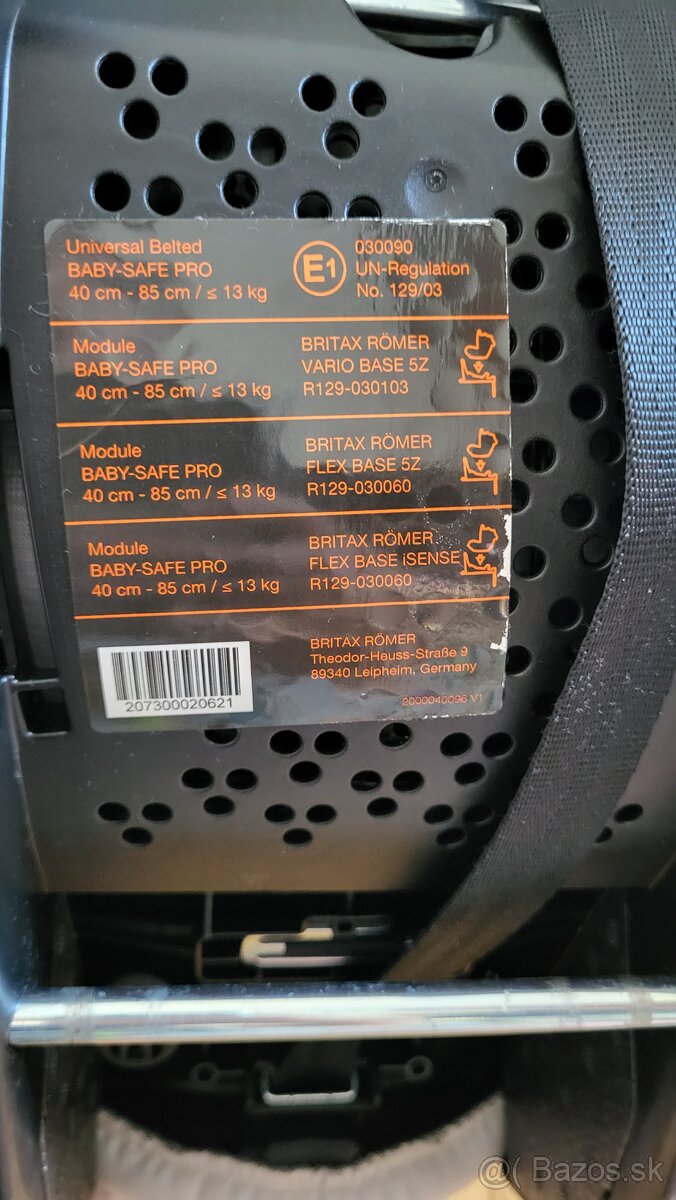 Universal Belted
BABY-SAFE PRO
40 cm - 85 cm / ≤ 13 kg
E1
030090
UN-Regulation
No. 129/03
Module
BABY-SAFE PRO
40 cm - 85 cm / ≤ 13 kg
BRITAX RÖMER
VARIO BASE 5Z
R129-030103
Module
BABY-SAFE PRO
40 cm - 85 cm / ≤ 13 kg
BRITAX RÖMER
FLEX BASE 5Z
R129-030060
Module
BABY-SAFE PRO
40 cm - 85 cm / ≤ 13 kg
BRITAX RÖMER
FLEX BASE iSENSE
R129-030060
207300020621
BRITAX RÖMER
Theodor-Heuss-Straße 9
89340 Leipheim, Germany
2000040096 V1
@( Bazos.sk